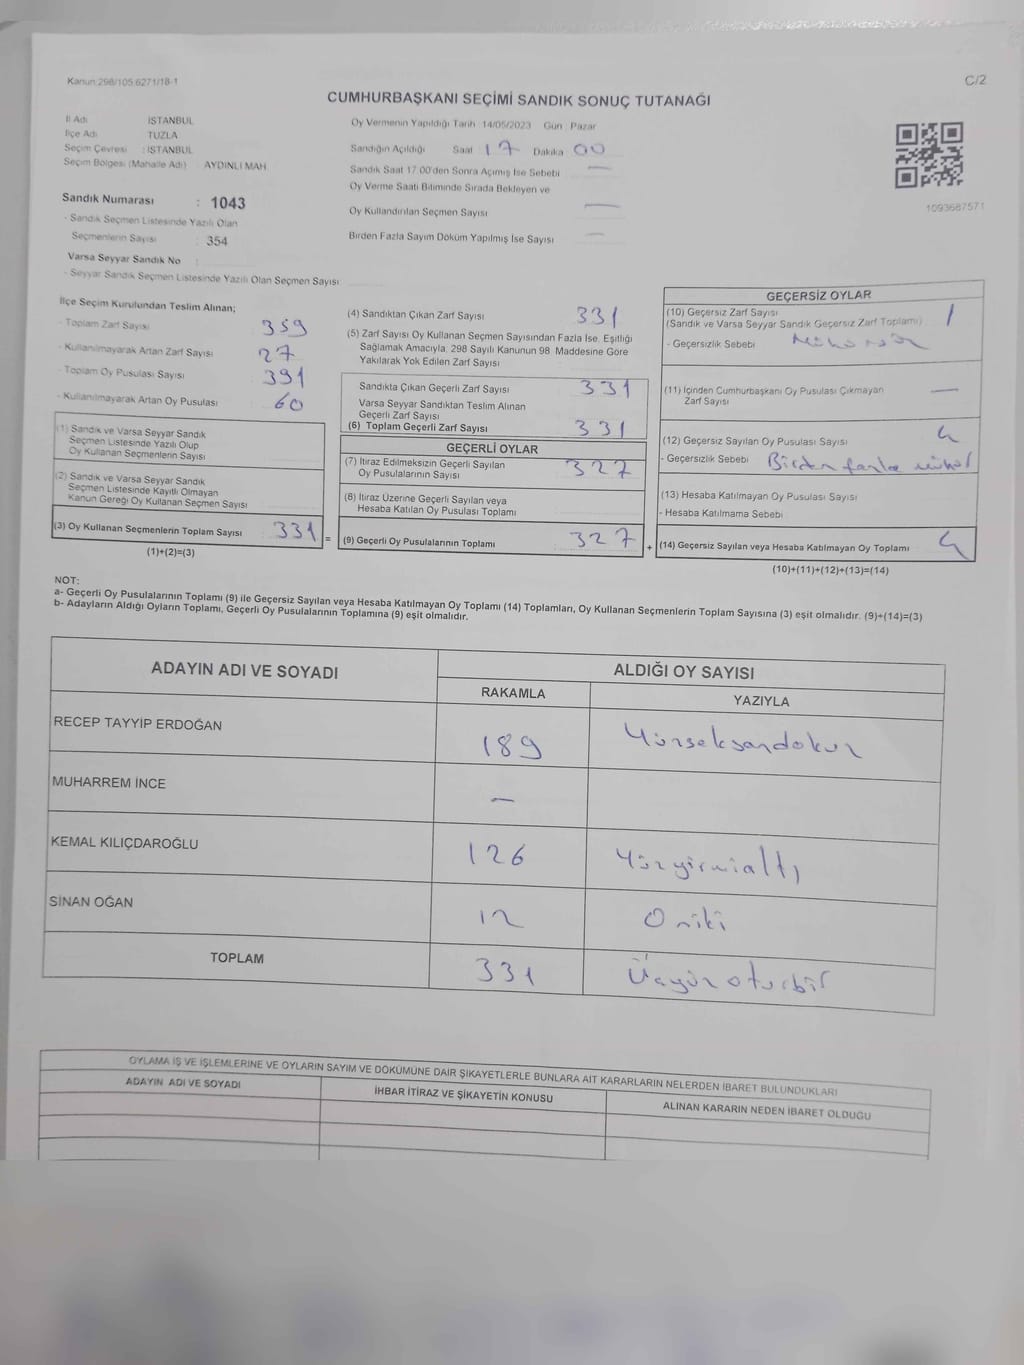 Kanun:298/105,6271/18-1
C/2
CUMHURBAŞKANI SEÇİMİ SANDIK SONUÇ TUTANAĞI
İl Adı : İSTANBUL
İlçe Adı : TUZLA
Seçim Çevresi : İSTANBUL
Seçim Bölgesi (Mahalle Adı) AYDINLI MAH.
Sandık Numarası : 1043
- Sandık Seçmen Listesinde Yazılı Olan
Seçmenlerin Sayısı : 354
Varsa Seyyar Sandık No :
- Seyyar Sandık Seçmen Listesinde Yazılı Olan Seçmen Sayısı:
Oy Vermenin Yapıldığı Tarih 14/05/2023 Gün : Pazar
Sandığın Açıldığı Saat 17 Dakika 00
Sandık Saat 17:00'den Sonra Açımış İse Sebebi —
Oy Verme Saati Bitiminde Sırada Bekleyen ve
Oy Kullandırılan Seçmen Sayısı —
Birden Fazla Sayım Döküm Yapılmış İse Sayısı —
1093687571
İlçe Seçim Kurulundan Teslim Alınan;
- Toplam Zarf Sayısı 359
- Kullanılmayarak Artan Zarf Sayısı 27
- Toplam Oy Pusulası Sayısı 391
- Kullanılmayarak Artan Oy Pusulası 60
(1) Sandık ve Varsa Seyyar Sandık
Seçmen Listesinde Yazılı Olup
Oy Kullanan Seçmenlerin Sayısı
(2) Sandık ve Varsa Seyyar Sandık
Seçmen Listesinde Kayıtlı Olmayan
Kanun Gereği Oy Kullanan Seçmen Sayısı
(3) Oy Kullanan Seçmenlerin Toplam Sayısı 331 =
(1)+(2)=(3)
(4) Sandıktan Çıkan Zarf Sayısı 331
(5) Zarf Sayısı Oy Kullanan Seçmen Sayısından Fazla İse, Eşitliği
Sağlamak Amacıyla, 298 Sayılı Kanunun 98. Maddesine Göre
Yakılarak Yok Edilen Zarf Sayısı
Sandıkta Çıkan Geçerli Zarf Sayısı 331
Varsa Seyyar Sandıktan Teslim Alınan
Geçerli Zarf Sayısı
(6) Toplam Geçerli Zarf Sayısı 331
GEÇERLİ OYLAR
(7) İtiraz Edilmeksizin Geçerli Sayılan
Oy Pusulalarının Sayısı 327
(8) İtiraz Üzerine Geçerli Sayılan veya
Hesaba Katılan Oy Pusulası Toplamı
(9) Geçerli Oy Pusulalarının Toplamı 327 +
GEÇERSİZ OYLAR
(10) Geçersiz Zarf Sayısı
(Sandık ve Varsa Seyyar Sandık Geçersiz Zarf Toplamı) 1
- Geçersizlik Sebebi
(11) İçinden Cumhurbaşkanı Oy Pusulası Çıkmayan
Zarf Sayısı —
(12) Geçersiz Sayılan Oy Pusulası Sayısı 4
- Geçersizlik Sebebi Birden fazla mühür
(13) Hesaba Katılmayan Oy Pusulası Sayısı
- Hesaba Katılmama Sebebi
(14) Geçersiz Sayılan veya Hesaba Katılmayan Oy Toplamı 4
(10)+(11)+(12)+(13)=(14)
NOT:
a- Geçerli Oy Pusulalarının Toplamı (9) ile Geçersiz Sayılan veya Hesaba Katılmayan Oy Toplamı (14) Toplamları, Oy Kullanan Seçmenlerin Toplam Sayısına (3) eşit olmalıdır. (9)+(14)=(3)
b- Adayların Aldığı Oyların Toplamı, Geçerli Oy Pusulalarının Toplamına (9) eşit olmalıdır.
ADAYIN ADI VE SOYADI
ALDIĞI OY SAYISI
RAKAMLA YAZIYLA
RECEP TAYYİP ERDOĞAN 189 Yürseksandokuz
MUHARREM İNCE —
KEMAL KILIÇDAROĞLU 126 Yüzyirmialtı
SİNAN OĞAN 12 Oniki
TOPLAM 331 Üçyüzotuzbir
OYLAMA İŞ VE İŞLEMLERİNE VE OYLARIN SAYIM VE DÖKÜMÜNE DAİR ŞİKAYETLERLE BUNLARA AİT KARARLARIN NELERDEN İBARET BULUNDUKLARI
ADAYIN ADI VE SOYADI
İHBAR İTİRAZ VE ŞİKAYETİN KONUSU
ALINAN KARARIN NEDEN İBARET OLDUĞU